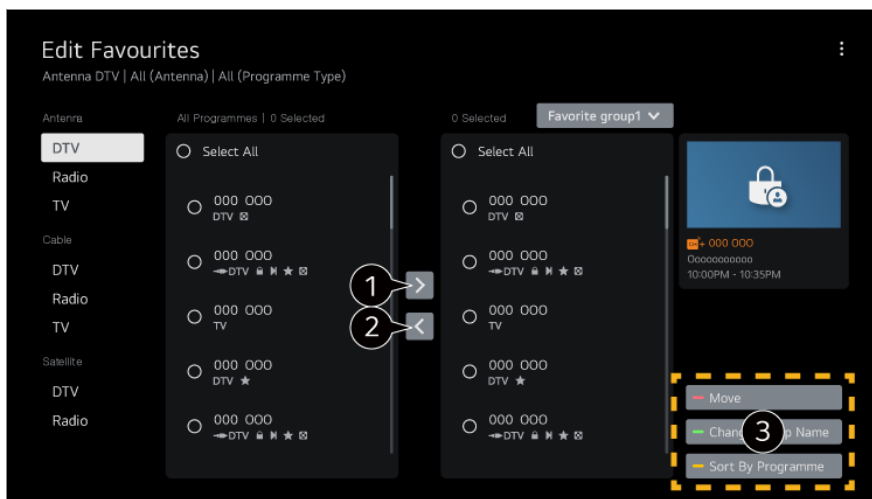 Edit Favourites
Antenna DTV | All (Antenna) | All (Programme Type)
Antenna
DTV
Radio
TV
Cable
DTV
Radio
TV
Satellite
DTV
Radio
All Programmes | 0 Selected
Select All
000 000
DTV
000 000
DTV
000 000
TV
000 000
DTV
000 000
DTV
1
2
0 Selected
Favorite group1
Select All
000 000
DTV
000 000
DTV
000 000
TV
000 000
DTV
000 000
DTV
000 000
Oooooooooo
10:00PM - 10:35PM
Move
3
Name
Sort By Programme